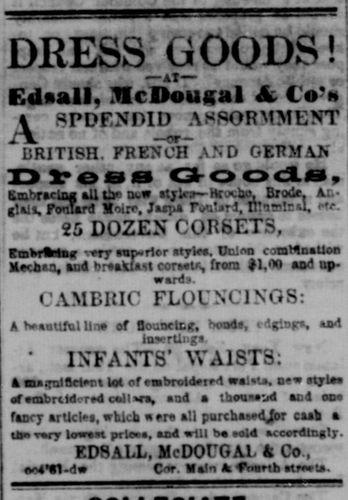 DRESS GOODS!
—AT—
Edsall, McDougal & Co's
A SPDENDID ASSORMMENT
—OF—
BRITISH, FRENCH AND GERMAN
Dress Goods,
Embracing all the new styles—Broche, Brode, An-
glais, Foulard Moire, Jaspa Foulard, Illuminal, etc.
25 DOZEN CORSETS,
Embracing very superior styles, Union combination
Mechan, and breakfast corsets, from $1,00 and up-
wards.
CAMBRIC FLOUNCINGS:
A beautiful line of flouncing, bonds, edgings, and
insertings.
INFANTS' WAISTS:
A magnificient lot of embroidered waists, new styles
of embroidered collars, and a thousand and one
fancy articles, which were all purchased for cash a
the very lowest prices, and will be sold accordingly.
EDSALL, McDOUGAL & Co.,
oc4'61-dw Cor. Main & Fourth streets.